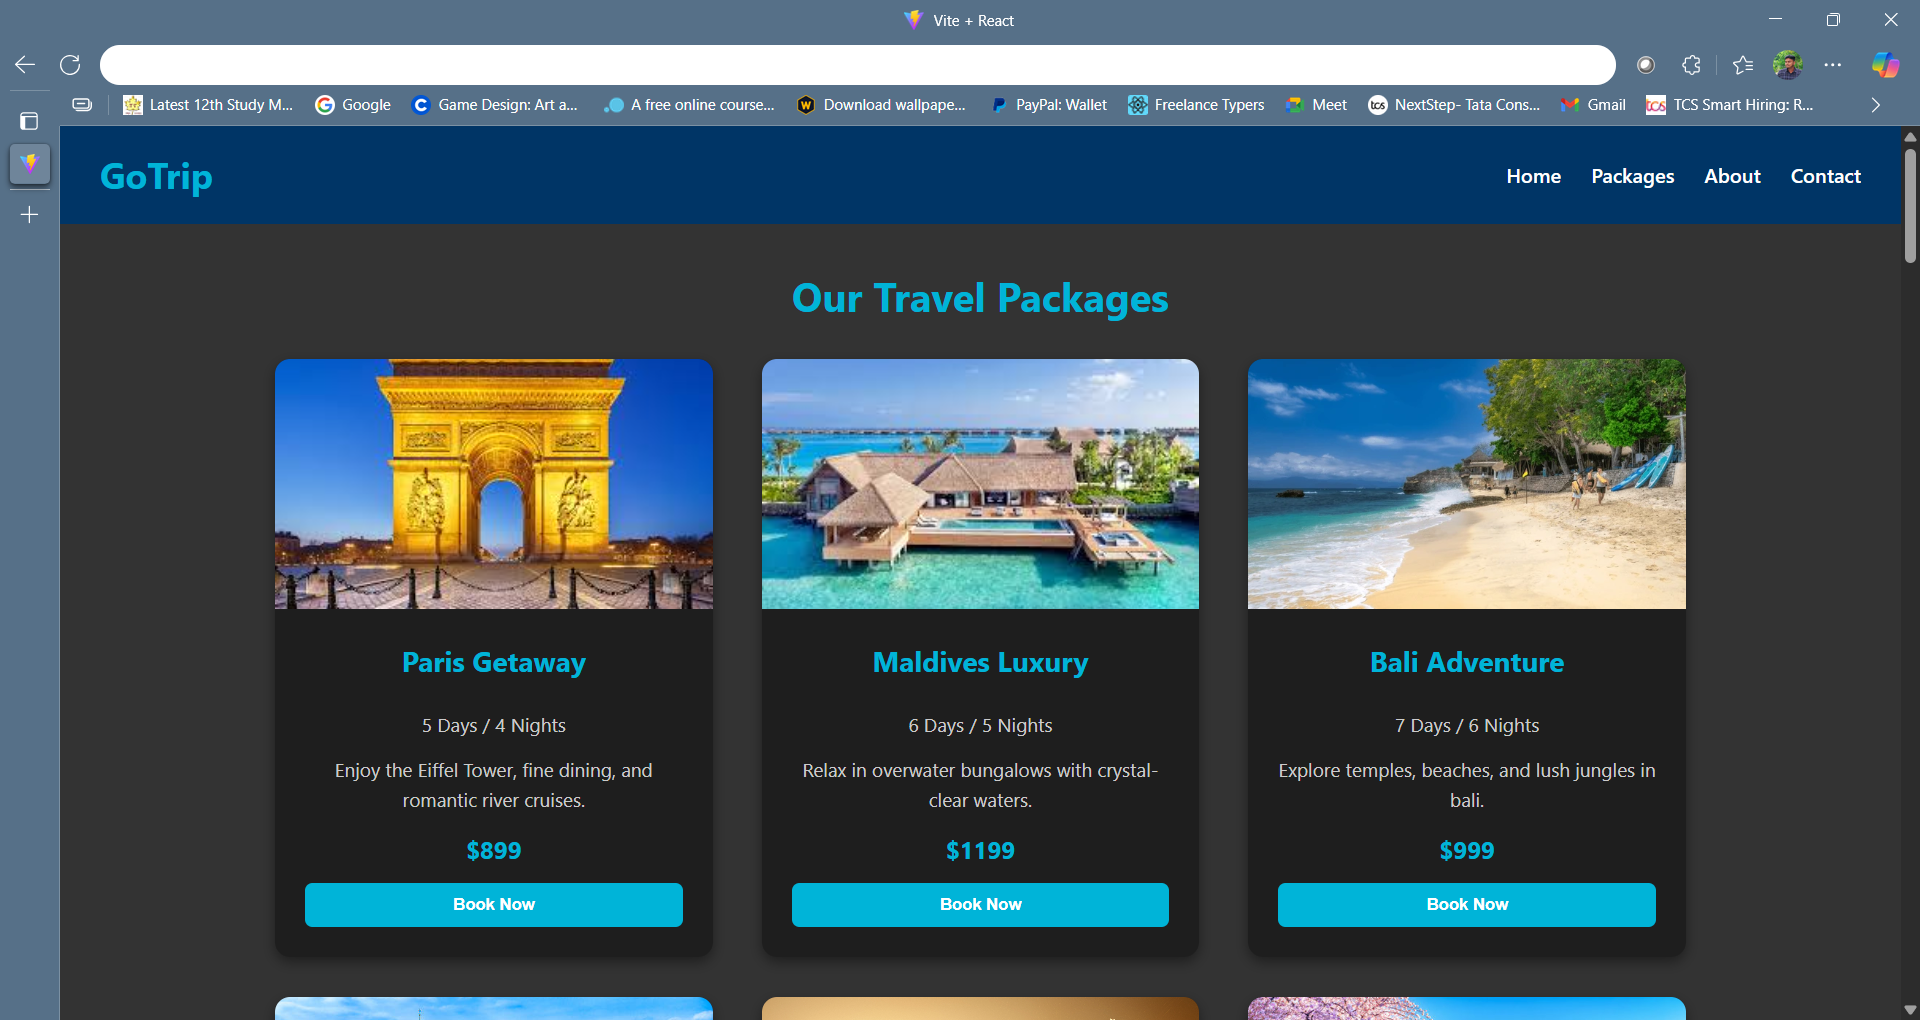 Vite + React
Latest 12th Study M...
Google
Game Design: Art a...
A free online course...
Download wallpape...
PayPal: Wallet
Freelance Typers
Meet
tcs
NextStep- Tata Cons...
Gmail
tcs
TCS Smart Hiring: R...
GoTrip
Home
Packages
About
Contact
Our Travel Packages
Paris Getaway
5 Days / 4 Nights
Enjoy the Eiffel Tower, fine dining, and
romantic river cruises.
$899
Book Now
Maldives Luxury
6 Days / 5 Nights
Relax in overwater bungalows with crystal-
clear waters.
$1199
Book Now
Bali Adventure
7 Days / 6 Nights
Explore temples, beaches, and lush jungles in
bali.
$999
Book Now